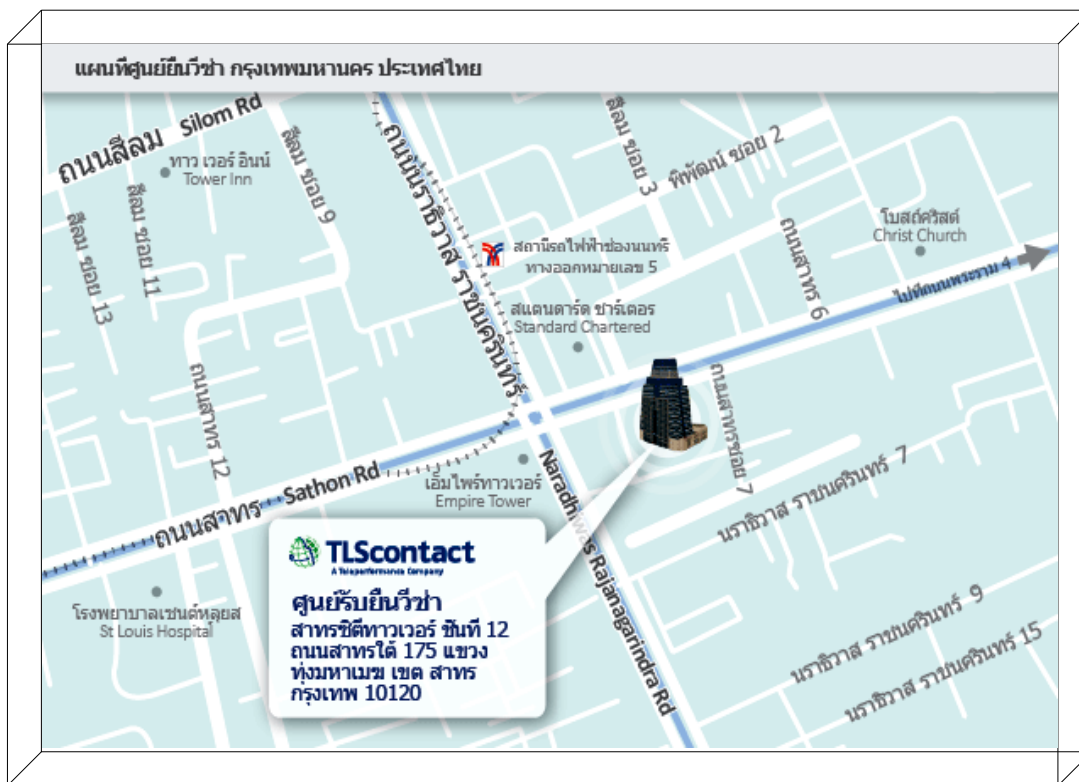 แผนที่ศูนย์ยื่นวีซ่า กรุงเทพมหานคร ประเทศไทย
ถนนสีลม Silom Rd
ทาว เวอร์ อินน์
Tower Inn
สีลม ซอย 9
สีลม ซอย 11
สีลม ซอย 13
ถนนนราธิวาส ราชนครินทร์
สีลม ซอย 3
พิพัฒน์ ซอย 2
สถานีรถไฟฟ้าช่องนนทรี
ทางออกหมายเลข 5
โบสถ์คริสต์
Christ Church
ถนนสาทร 6
ไปที่ถนนพระราม 4
สแตนดาร์ด ชาร์เตอร
Standard Chartered
ถนนสาทร 12
ถนนสาทรซอย 7
ถนนสาทร Sathon Rd
เอ็มไพร์ทาวเวอร์
Empire Tower
Naradhiwas Rajanagarindra Rd
นราธิวาส ราชนครินทร์ 7
โรงพยาบาลเซนต์หลุยส
St Louis Hospital
TLScontact
A Teleperformance Company
ศูนย์รับยื่นวีซ่า
สาทรซิตี้ทาวเวอร์ ชั้นที่ 12
ถนนสาทรใต้ 175 แขวง
ทุ่งมหาเมฆ เขต สาทร
กรุงเทพ 10120
นราธิวาส ราชนครินทร์ 9
นราธิวาส ราชนครินทร์ 15